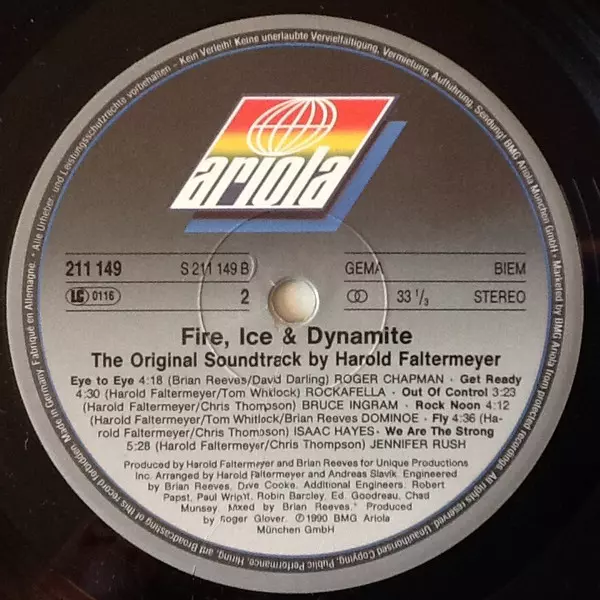 · Alle Urheber- und Leistungsschutzrechte vorbehalten – Kein Verleih! Keine unerlaubte Vervielfältigung, Vermietung, Aufführung, Sendung! BMG Ariola München GmbH · Marketed by BMG Ariola
from protected recordings. All rights reserved. Unauthorised Copying, Public Performance, Hiring, and Broadcasting of this record forbidden. Made in Germany. Fabriqué en Allemagne.
ariola
211 149 S 211 149 B GEMA BIEM
LC 0116 2 33 1/3 STEREO
Fire, Ice & Dynamite
The Original Soundtrack by Harold Faltermeyer
Eye to Eye 4:18 (Brian Reeves/David Darling) ROGER CHAPMAN · Get Ready
4:30 (Harold Faltermeyer/Tom Whitlock) ROCKAFELLA · Out Of Control 3:23
(Harold Faltermeyer/Chris Thompson) BRUCE INGRAM · Rock Noon 4:12
(Harold Faltermeyer/Tom Whitlock/Brian Reeves DOMINOE · Fly 4:36 (Ha-
rold Faltermeyer/Chris Thompson) ISAAC HAYES · We Are The Strong
5:28 (Harold Faltermeyer/Chris Thompson) JENNIFER RUSH
Produced by Harold Faltermeyer and Brian Reeves for Unique Productions
Inc. Arranged by Harold Faltermeyer and Andreas Slavik. Engineered
by Brian Reeves, Dave Cooke. Additional Engineers. Robert
Papst, Paul Wright, Robin Barcley, Ed. Goodreau, Chad
Munsey. Mixed by Brian Reeves.* Produced
by Roger Glover. ℗©1990 BMG Ariola
München GmbH